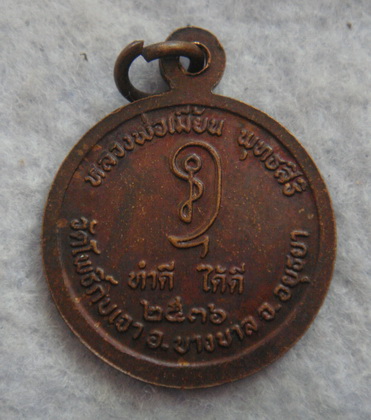 หลวงพ่อเมี้ยน พุทธสิริ
ทำดี ได้ดี
๒๕๓๖
วัดโพธิ์กบเจา อ.บางบาล จ.อยุธยา